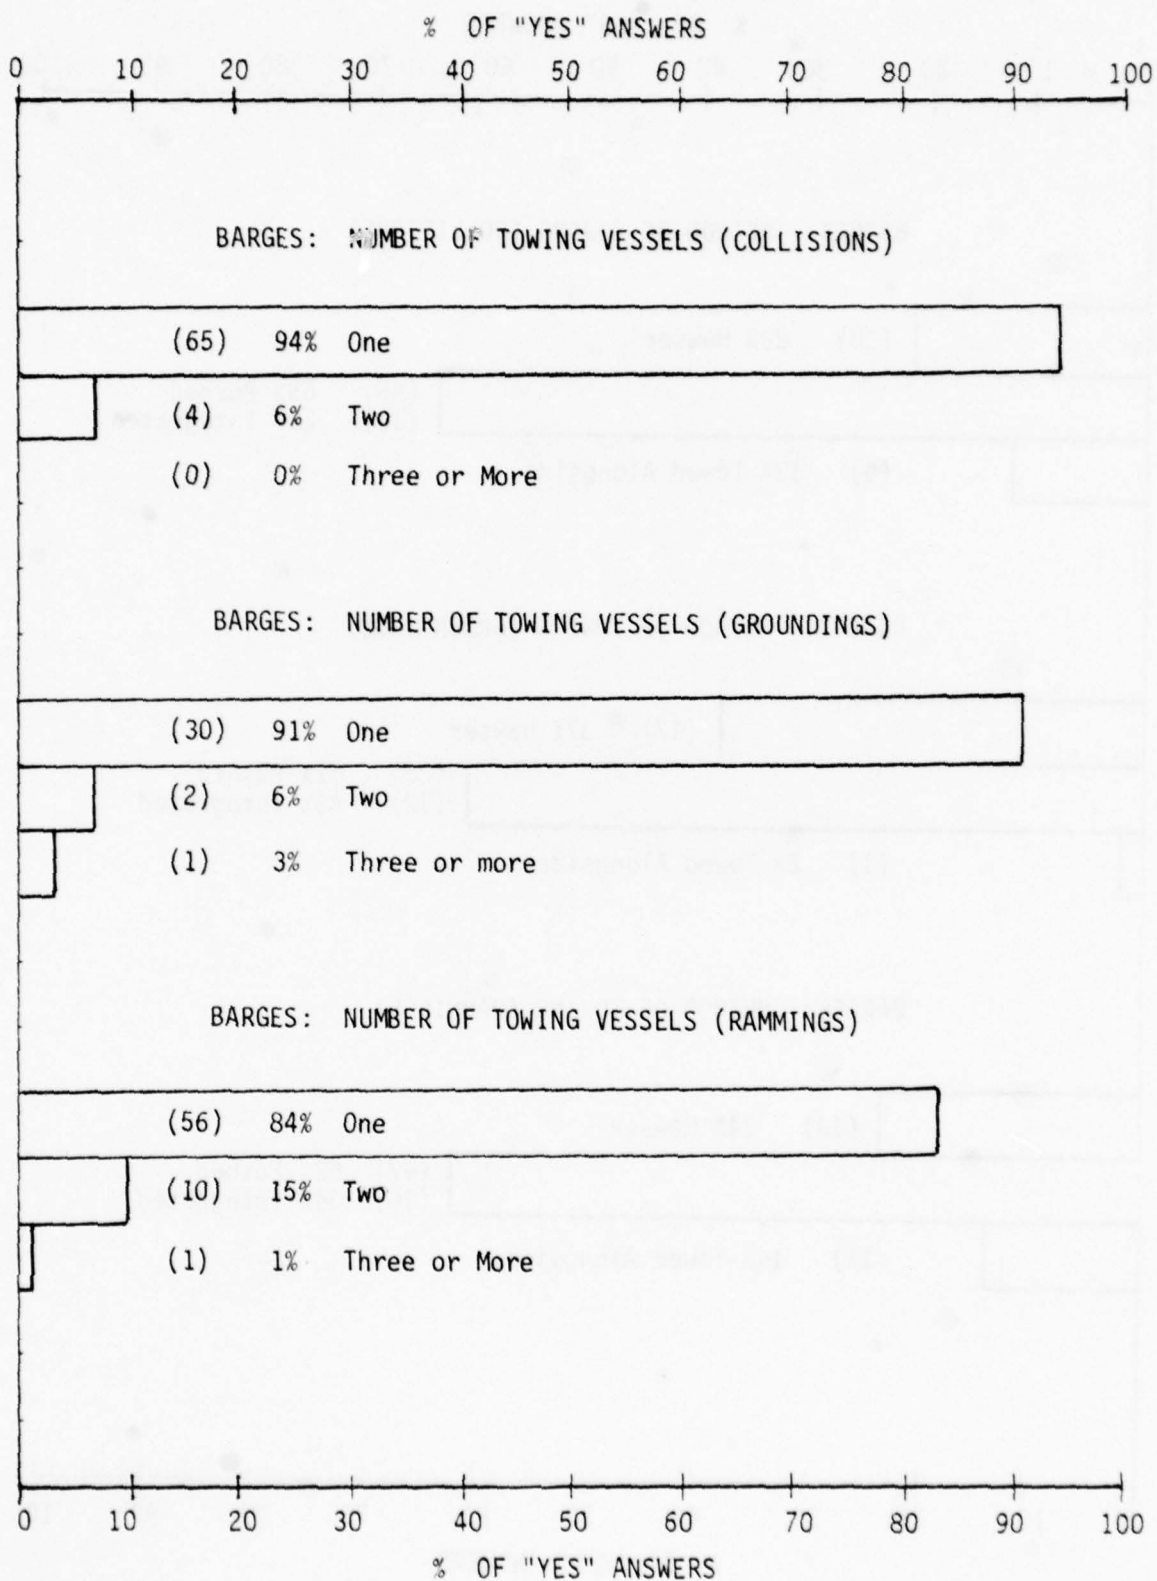 % OF "YES" ANSWERS
0 10 20 30 40 50 60 70 80 90 100
BARGES: NUMBER OF TOWING VESSELS (COLLISIONS)
(65) 94% One
(4) 6% Two
(0) 0% Three or More
BARGES: NUMBER OF TOWING VESSELS (GROUNDINGS)
(30) 91% One
(2) 6% Two
(1) 3% Three or more
BARGES: NUMBER OF TOWING VESSELS (RAMMINGS)
(56) 84% One
(10) 15% Two
(1) 1% Three or More
0 10 20 30 40 50 60 70 80 90 100
% OF "YES" ANSWERS